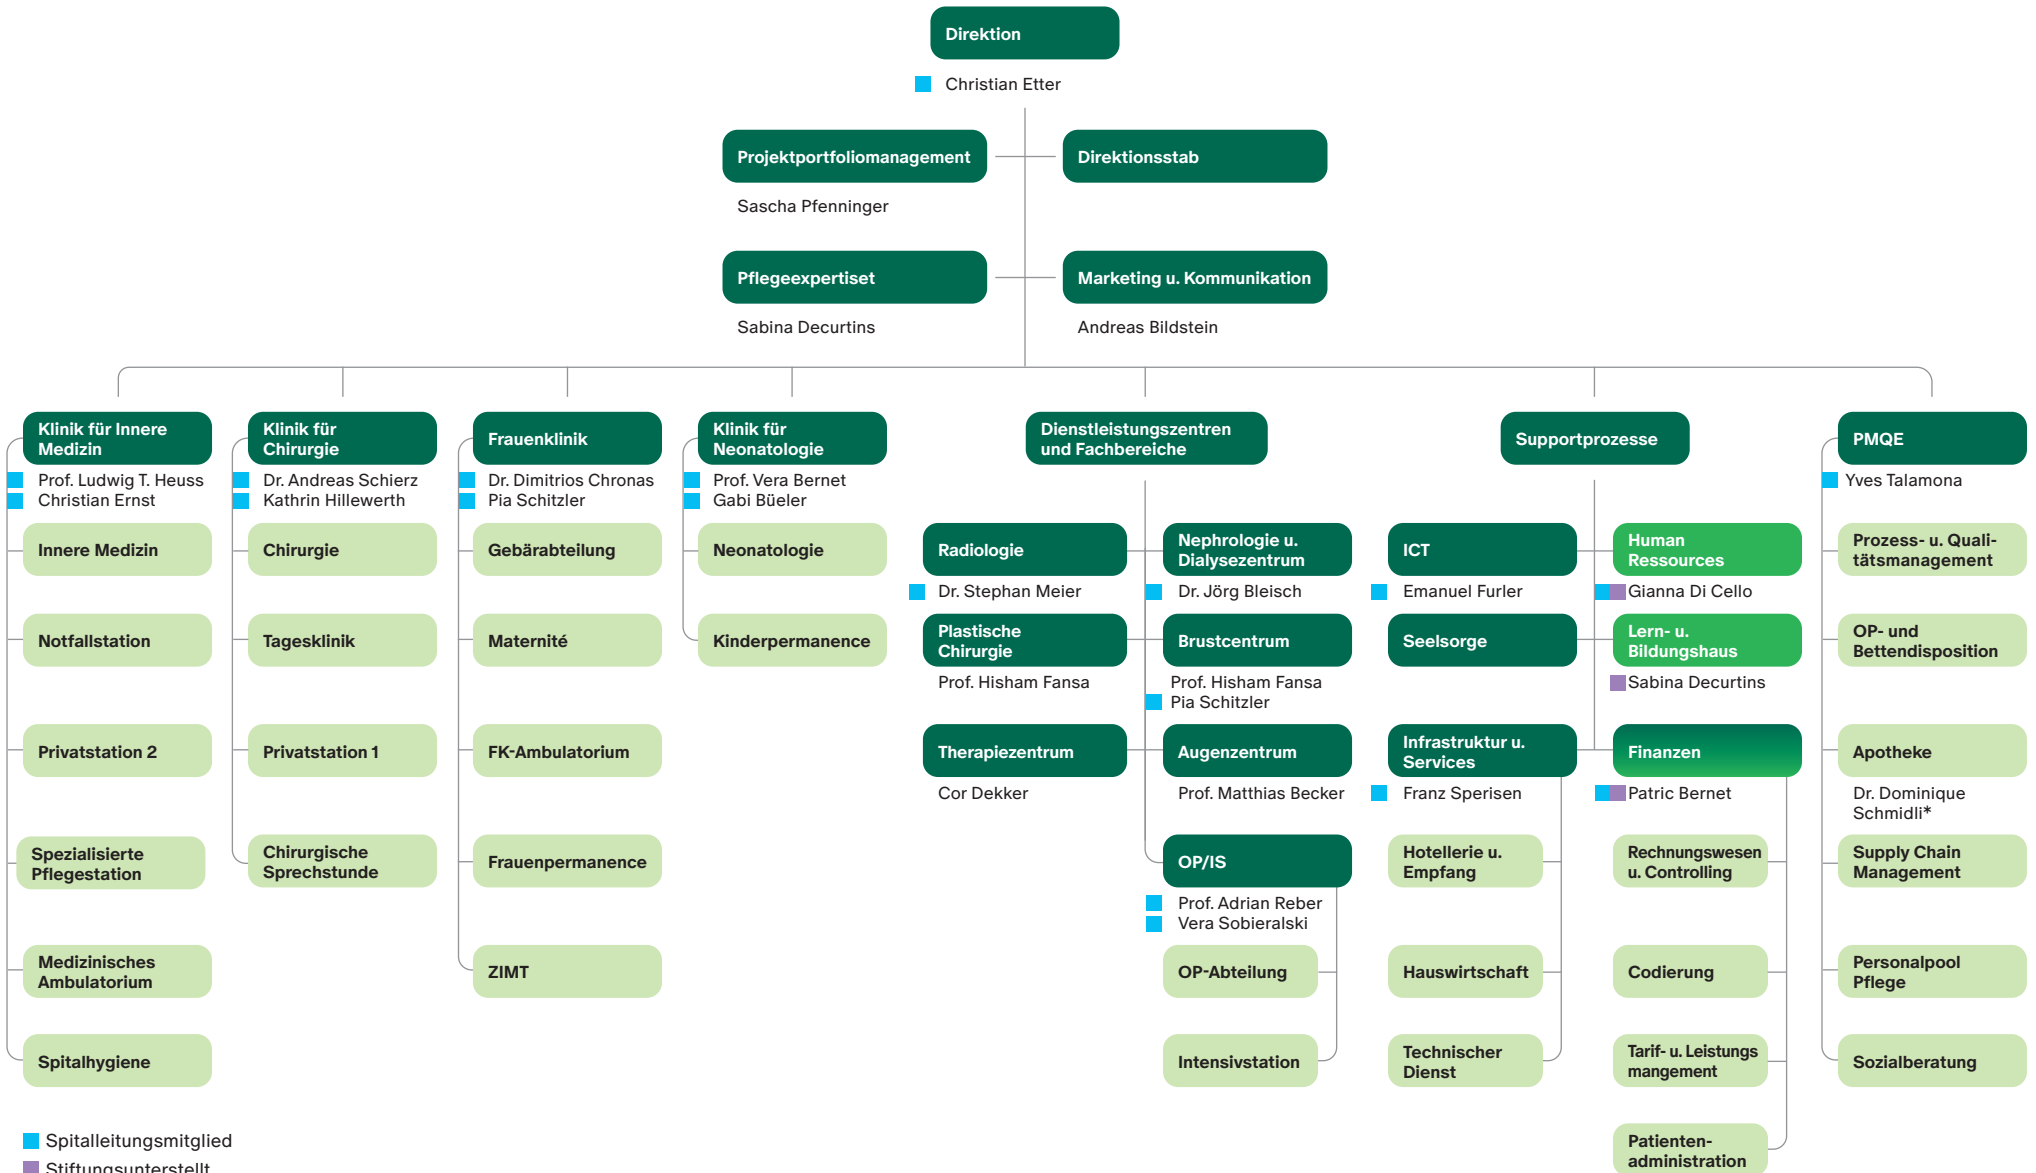 Direktion
Christian Etter
Projektportfoliomanagement
Sascha Pfenninger
Direktionsstab
Pflegeexpertiset
Sabina Decurtins
Marketing u. Kommunikation
Andreas Bildstein
Klinik für Innere
Medizin
Prof. Ludwig T. Heuss
Christian Ernst
Innere Medizin
Notfallstation
Privatstation 2
Spezialisierte
Pflegestation
Medizinisches
Ambulatorium
Spitalhygiene
Klinik für
Chirurgie
Dr. Andreas Schierz
Kathrin Hillewerth
Chirurgie
Tagesklinik
Privatstation 1
Chirurgische
Sprechstunde
Frauenklinik
Dr. Dimitrios Chronas
Pia Schitzler
Gebärabteilung
Maternité
FK-Ambulatorium
Frauenpermanence
ZIMT
Klinik für
Neonatologie
Prof. Vera Bernet
Gabi Büeler
Neonatologie
Kinderpermanence
Dienstleistungszentren
und Fachbereiche
Radiologie
Dr. Stephan Meier
Nephrologie u.
Dialysezentrum
Dr. Jörg Bleisch
Plastische
Chirurgie
Prof. Hisham Fansa
Brustcentrum
Prof. Hisham Fansa
Pia Schitzler
Therapiezentrum
Cor Dekker
Augenzentrum
Prof. Matthias Becker
OP/IS
Prof. Adrian Reber
Vera Sobieralski
OP-Abteilung
Intensivstation
Supportprozesse
ICT
Emanuel Furler
Human
Ressources
Gianna Di Cello
Seelsorge
Lern- u.
Bildungshaus
Sabina Decurtins
Infrastruktur u.
Services
Franz Sperisen
Hotellerie u.
Empfang
Hauswirtschaft
Technischer
Dienst
Finanzen
Patric Bernet
Rechnungswesen
u. Controlling
Codierung
Tarif- u. Leistungs
mangement
Patienten-
administration
PMQE
Yves Talamona
Prozess- u. Quali-
tätsmanagement
OP- und
Bettendisposition
Apotheke
Dr. Dominique
Schmidli*
Supply Chain
Management
Personalpool
Pflege
Sozialberatung
Spitalleitungsmitglied
Stiftungsunterstellt